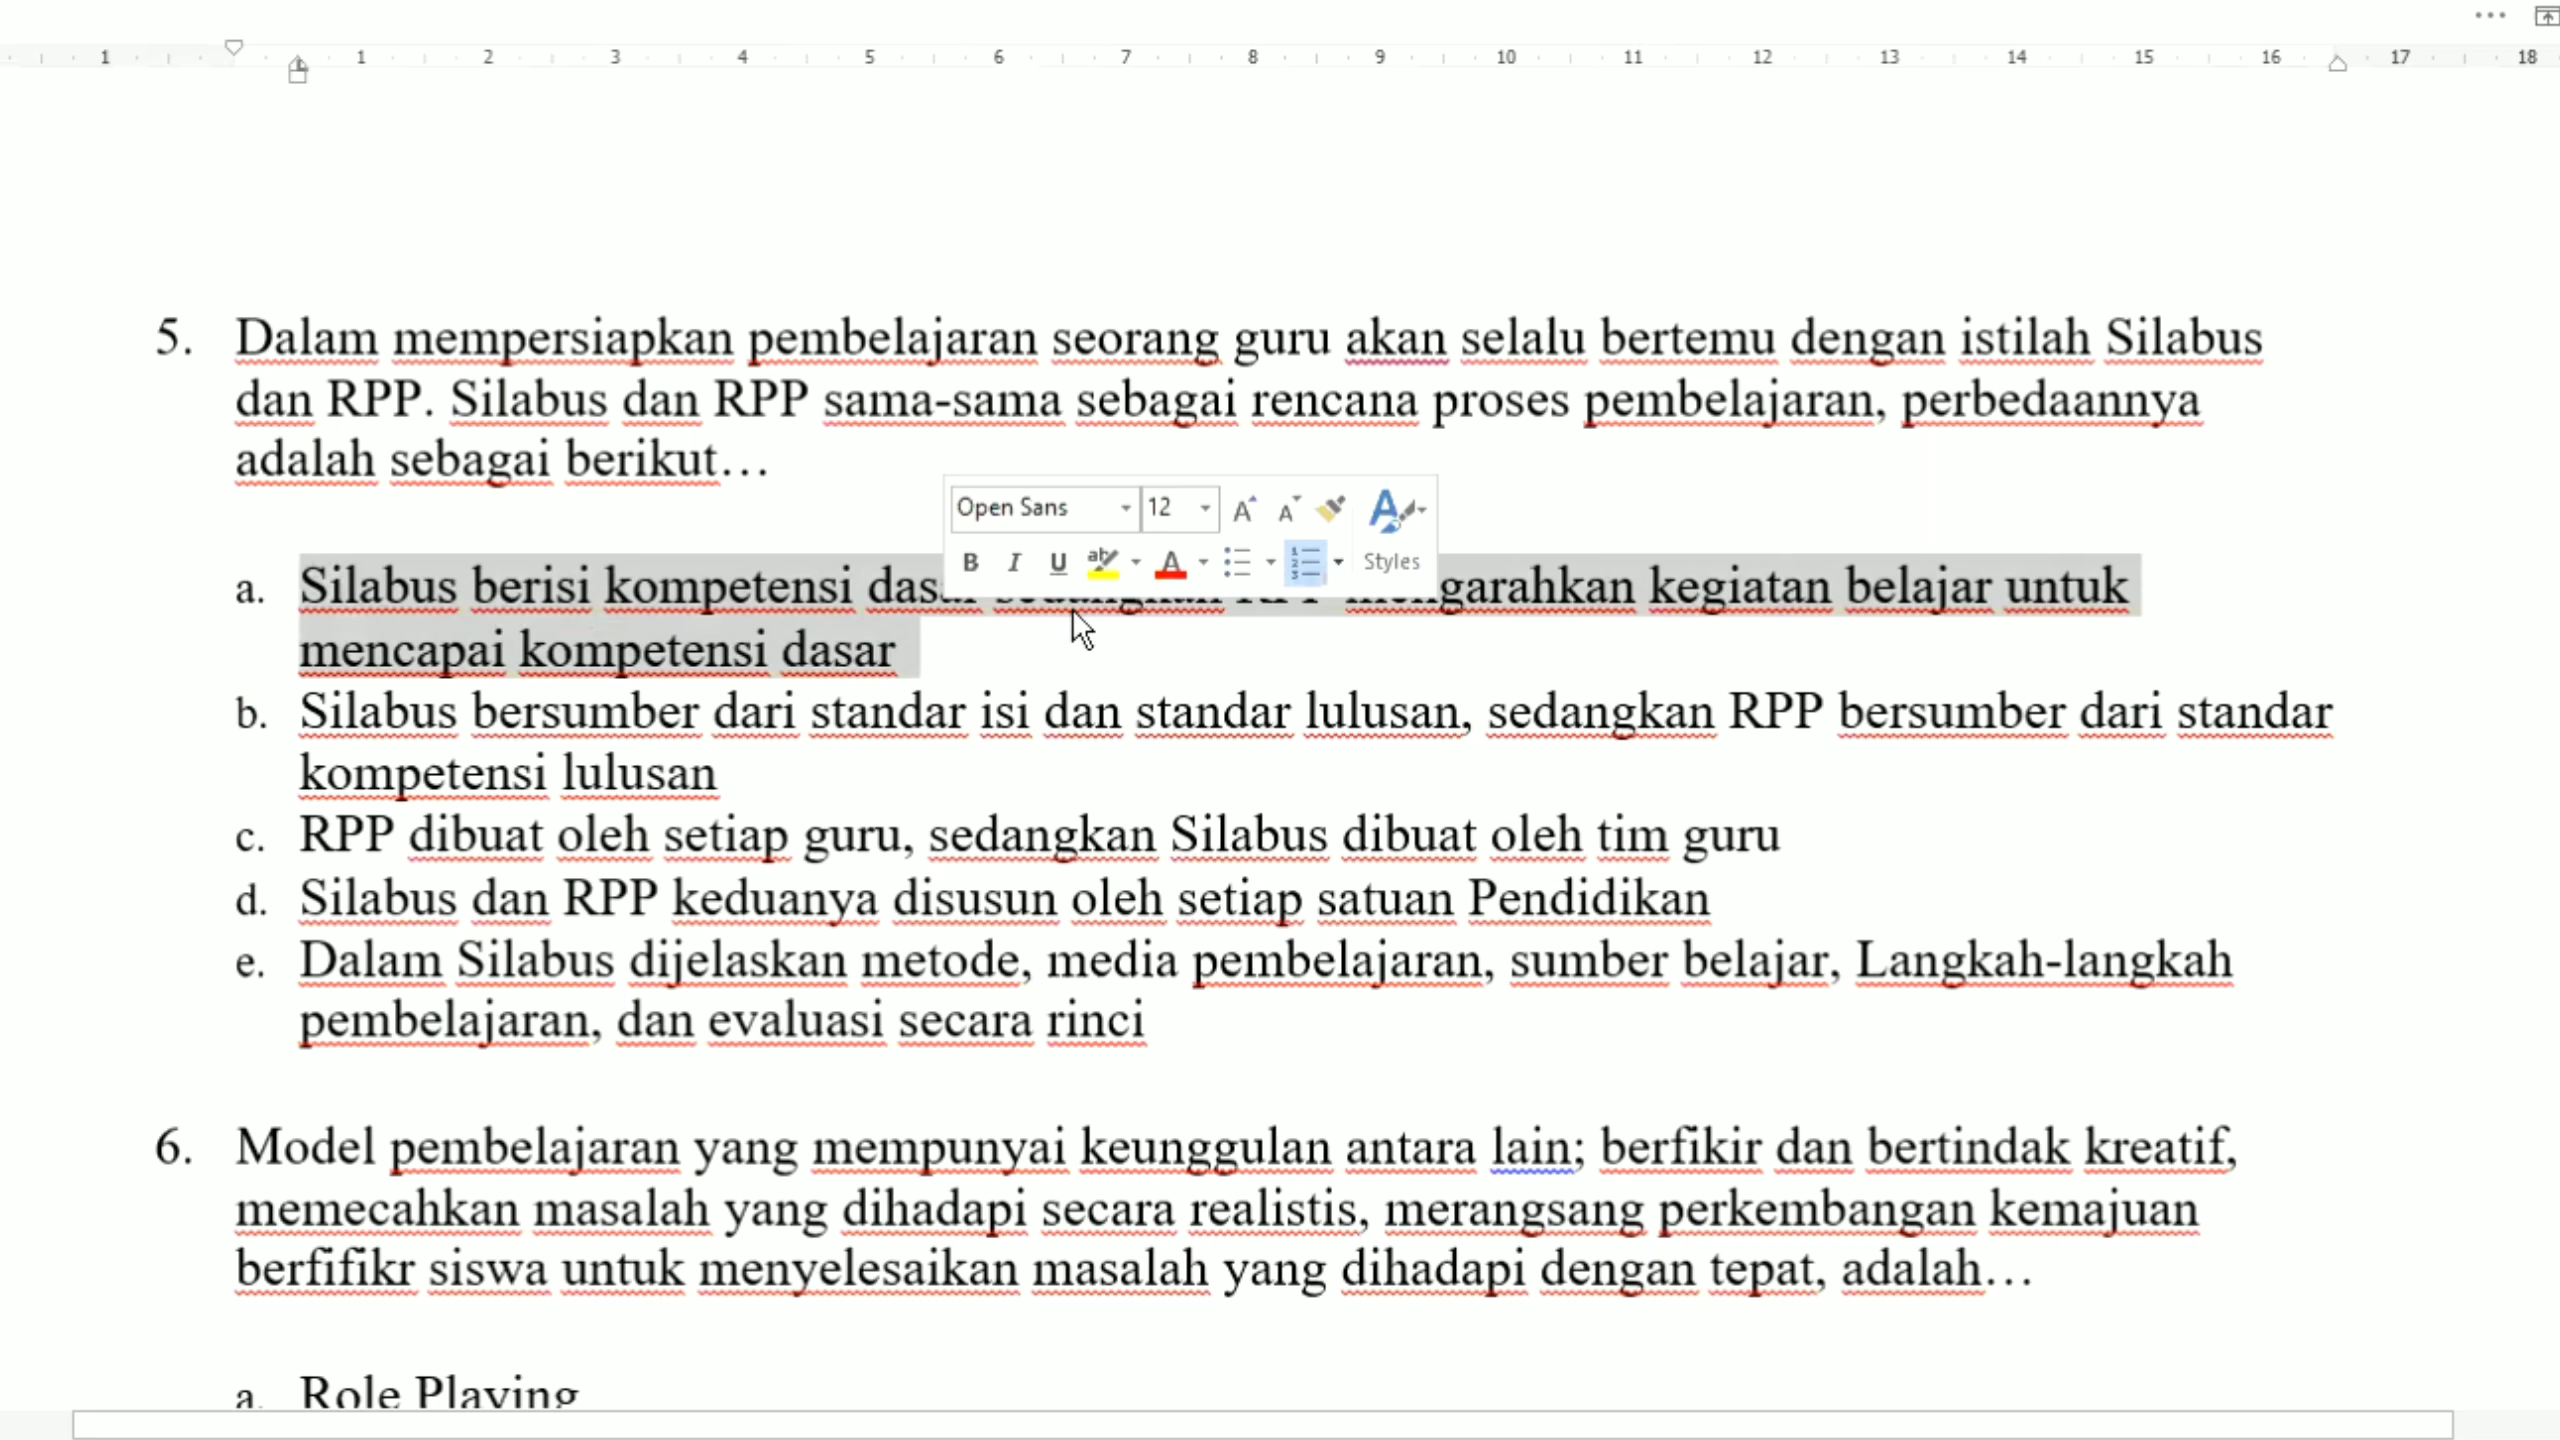 1 1 2 3 4 5 6 7 8 9 10 11 12 13 14 15 16 17 18
5. Dalam mempersiapkan pembelajaran seorang guru akan selalu bertemu dengan istilah Silabus
dan RPP. Silabus dan RPP sama-sama sebagai rencana proses pembelajaran, perbedaannya
adalah sebagai berikut…
Open Sans 12
B I U Styles
a. Silabus berisi kompetensi dasar sedangkan RPP mengarahkan kegiatan belajar untuk
mencapai kompetensi dasar
b. Silabus bersumber dari standar isi dan standar lulusan, sedangkan RPP bersumber dari standar
kompetensi lulusan
c. RPP dibuat oleh setiap guru, sedangkan Silabus dibuat oleh tim guru
d. Silabus dan RPP keduanya disusun oleh setiap satuan Pendidikan
e. Dalam Silabus dijelaskan metode, media pembelajaran, sumber belajar, Langkah-langkah
pembelajaran, dan evaluasi secara rinci
6. Model pembelajaran yang mempunyai keunggulan antara lain; berfikir dan bertindak kreatif,
memecahkan masalah yang dihadapi secara realistis, merangsang perkembangan kemajuan
berfifikr siswa untuk menyelesaikan masalah yang dihadapi dengan tepat, adalah…
a. Role Playing